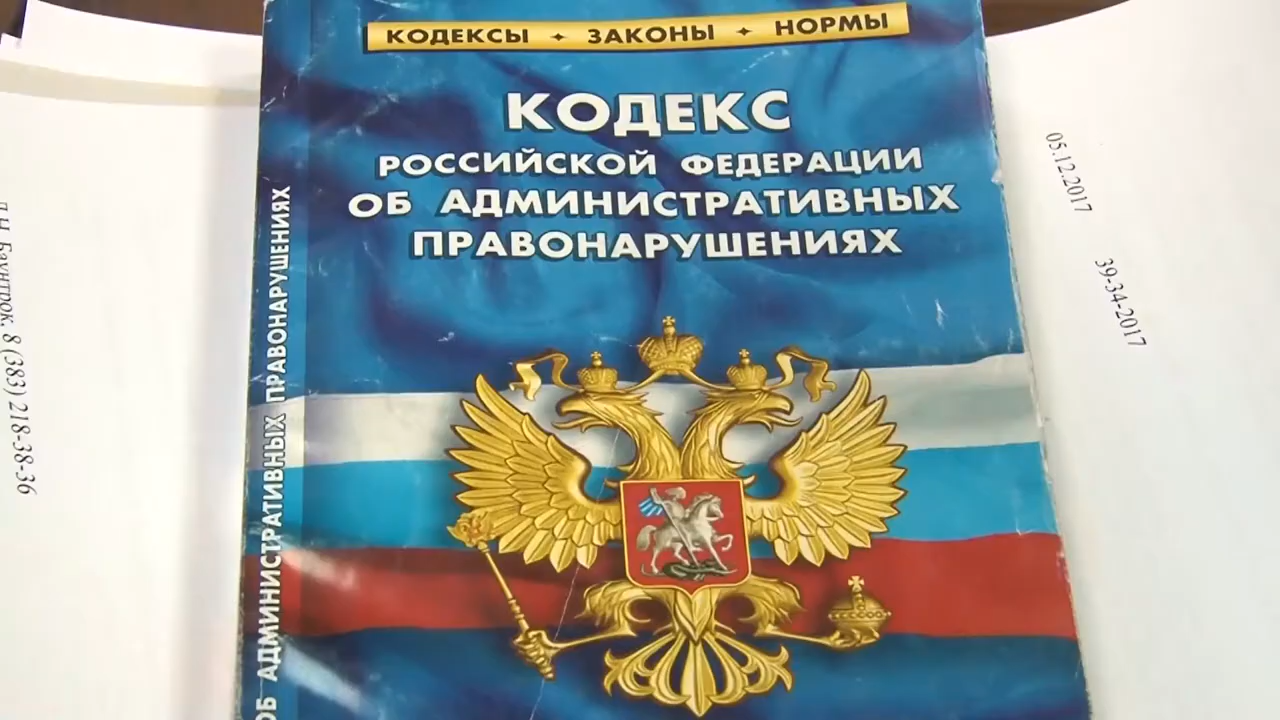 КОДЕКСЫ ✦ ЗАКОНЫ ✦ НОРМЫ
КОДЕКС
РОССИЙСКОЙ ФЕДЕРАЦИИ
ОБ АДМИНИСТРАТИВНЫХ
ПРАВОНАРУШЕНИЯХ
ОБ АДМИНИСТРАТИВНЫХ ПРАВОНАРУШЕНИЯХ
Баунток, 8 (383) 218-38-36
05.12.2017
39-34-2017